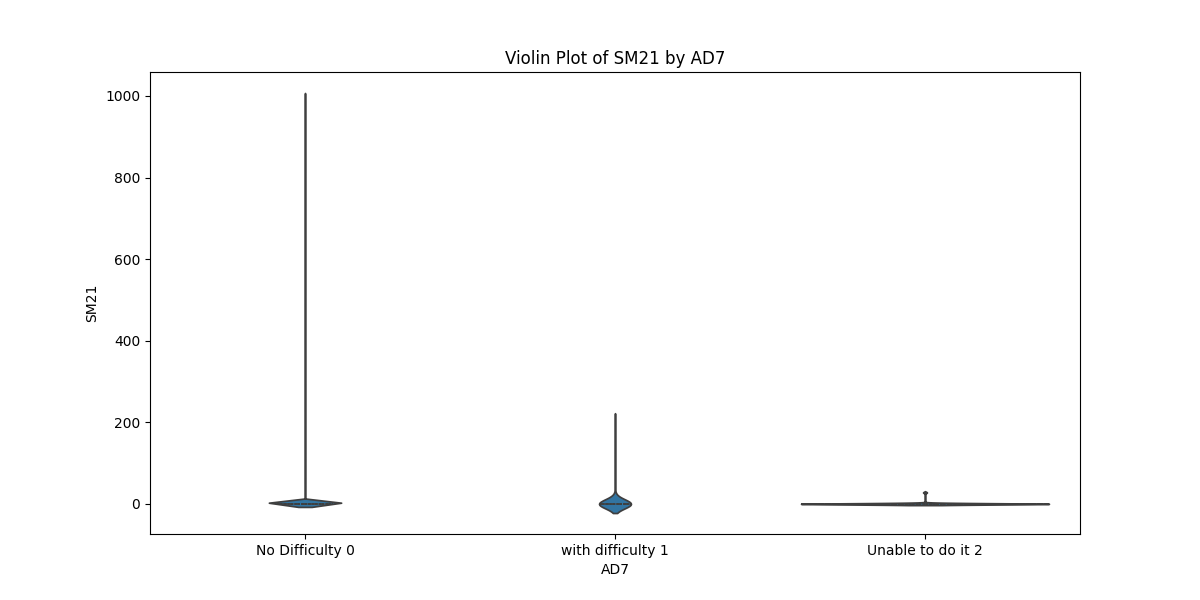 Violin Plot of SM21 by AD7
1000
800
600
400
200
0
SM21
No Difficulty 0
with difficulty 1
Unable to do it 2
AD7